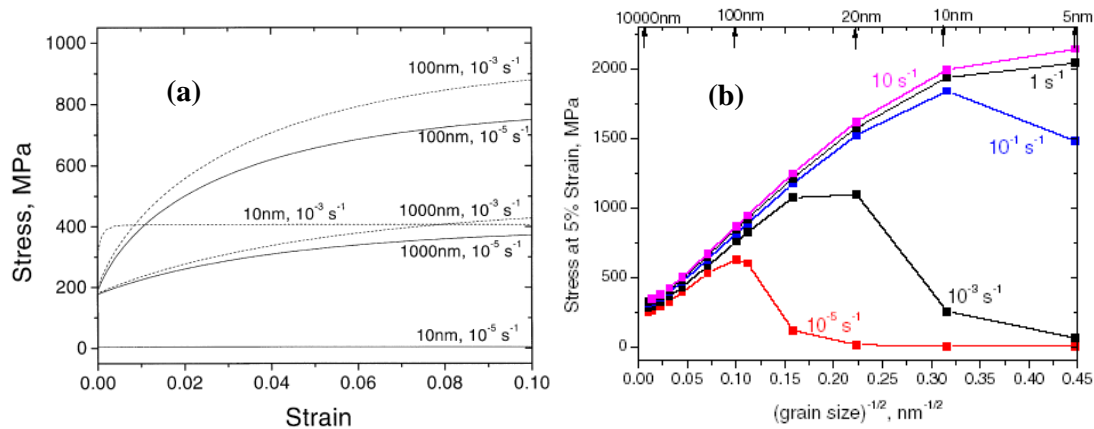 (a)
Stress, MPa
1000
800
600
400
200
0
100nm, 10⁻³ s⁻¹
100nm, 10⁻⁵ s⁻¹
10nm, 10⁻³ s⁻¹
1000nm, 10⁻³ s⁻¹
1000nm, 10⁻⁵ s⁻¹
10nm, 10⁻⁵ s⁻¹
0.00 0.02 0.04 0.06 0.08 0.10
Strain
(b)
10000nm 100nm 20nm 10nm 5nm
Stress at 5% Strain, MPa
2000
1500
1000
500
0
10 s⁻¹
1 s⁻¹
10⁻¹ s⁻¹
10⁻³ s⁻¹
10⁻⁵ s⁻¹
0.00 0.05 0.10 0.15 0.20 0.25 0.30 0.35 0.40 0.45
(grain size)⁻¹/², nm⁻¹/²